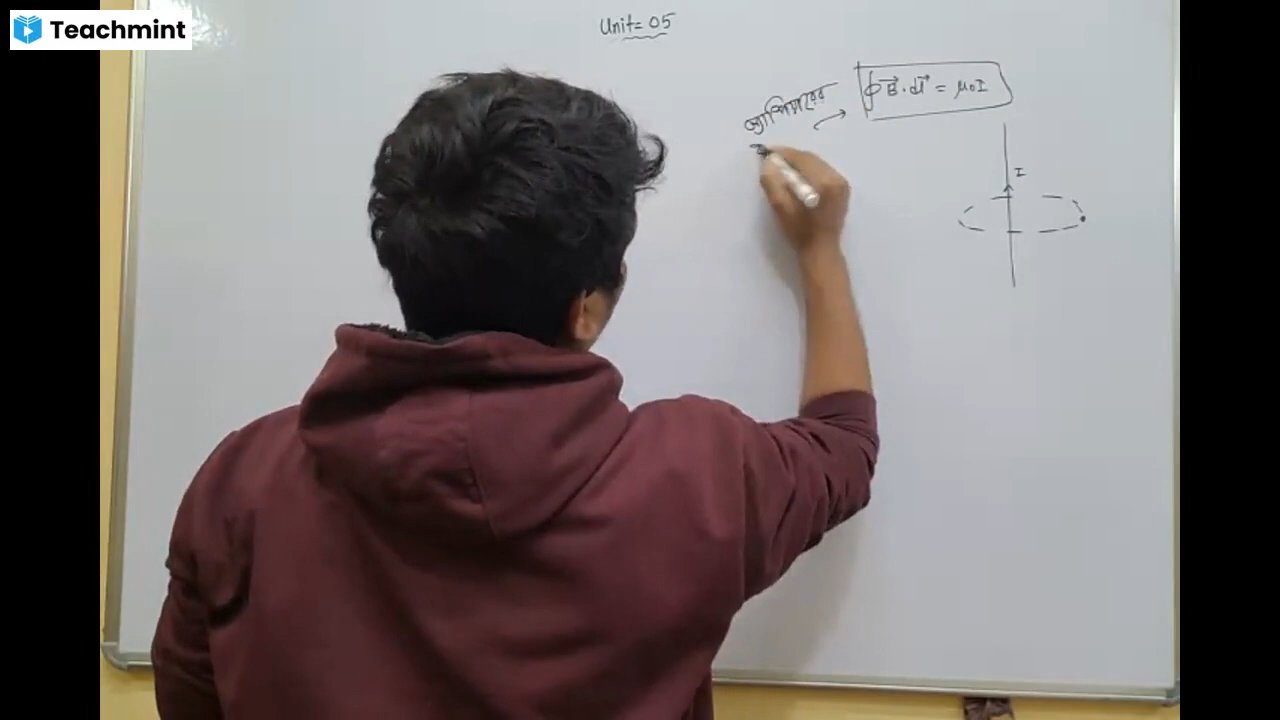 Teachmint
Unit= 05
∮B⃗·dl⃗ = μ₀I
অ্যাম্পিয়ারের
I